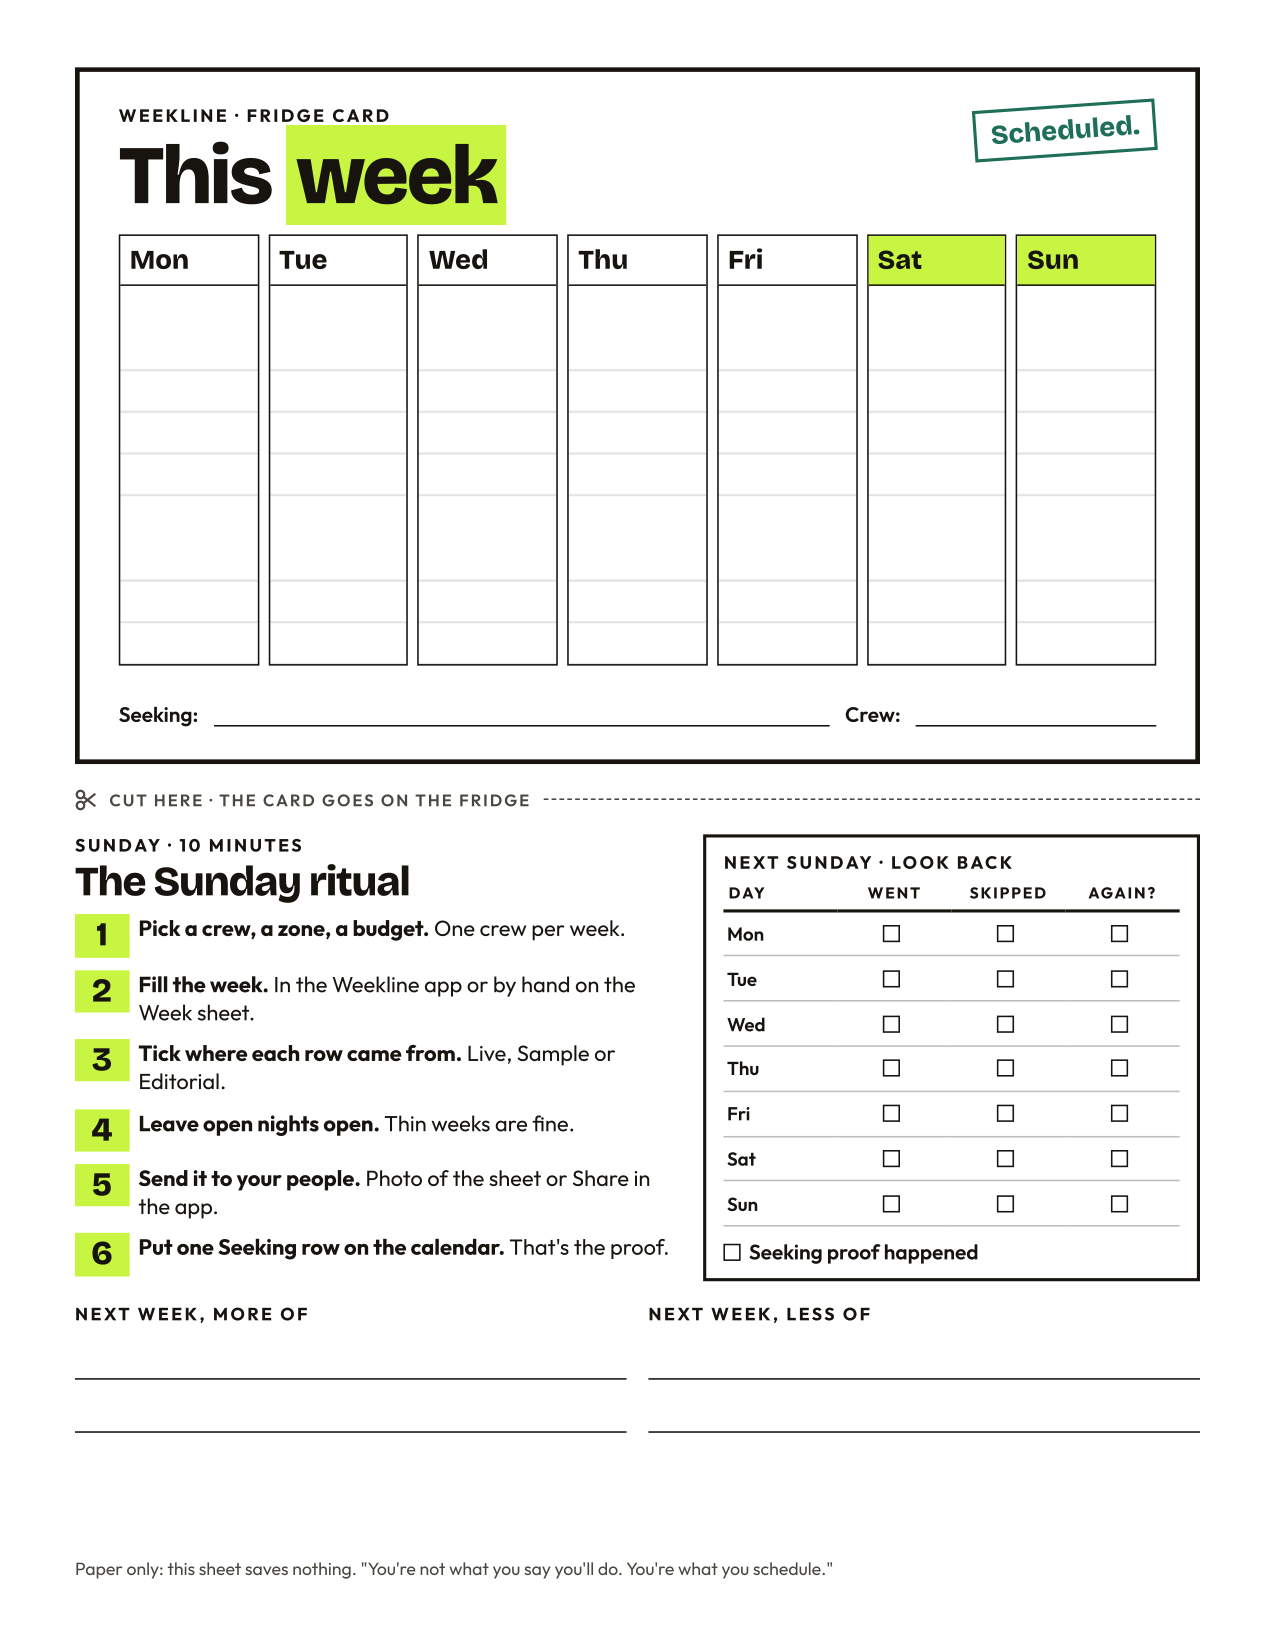 WEEKLINE · FRIDGE CARD
This week
Scheduled.
Mon Tue Wed Thu Fri Sat Sun
Seeking: Crew:
CUT HERE · THE CARD GOES ON THE FRIDGE
SUNDAY · 10 MINUTES
The Sunday ritual
1 Pick a crew, a zone, a budget. One crew per week.
2 Fill the week. In the Weekline app or by hand on the
Week sheet.
3 Tick where each row came from. Live, Sample or
Editorial.
4 Leave open nights open. Thin weeks are fine.
5 Send it to your people. Photo of the sheet or Share in
the app.
6 Put one Seeking row on the calendar. That's the proof.
NEXT SUNDAY · LOOK BACK
DAY WENT SKIPPED AGAIN?
Mon
Tue
Wed
Thu
Fri
Sat
Sun
Seeking proof happened
NEXT WEEK, MORE OF
NEXT WEEK, LESS OF
Paper only: this sheet saves nothing. "You're not what you say you'll do. You're what you schedule."